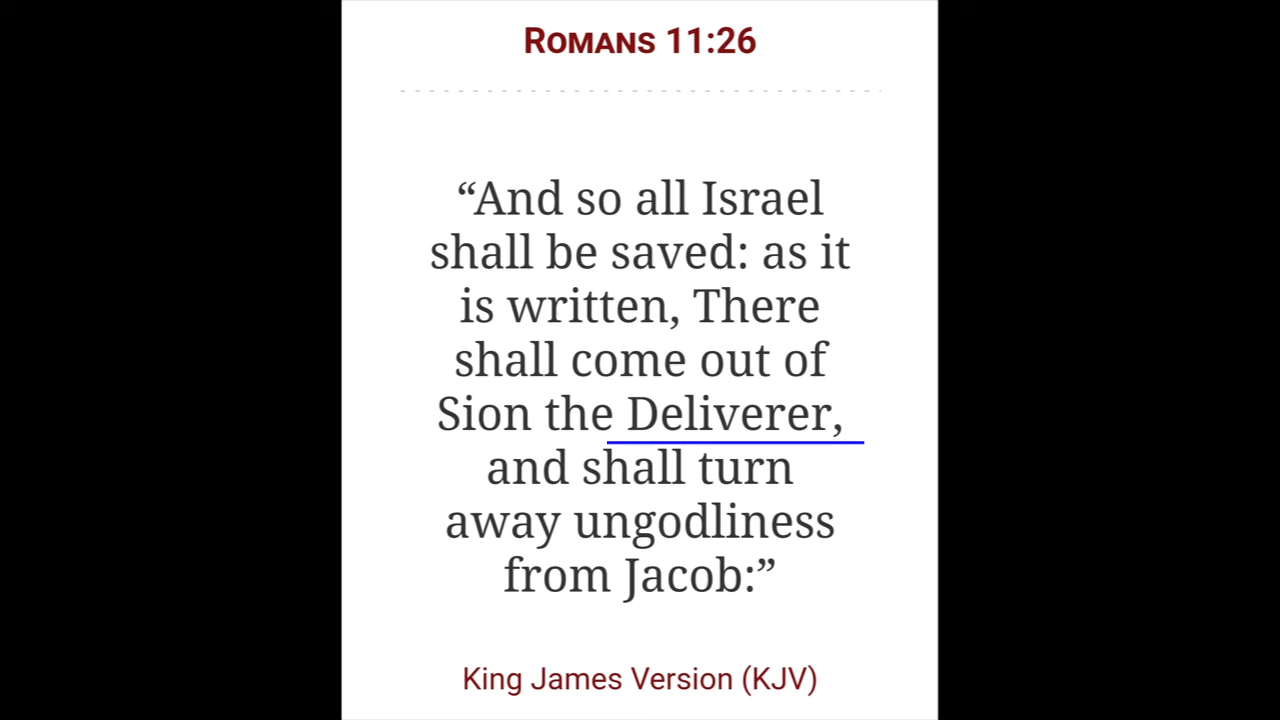 Romans 11:26
“And so all Israel
shall be saved: as it
is written, There
shall come out of
Sion the Deliverer,
and shall turn
away ungodliness
from Jacob:”
King James Version (KJV)